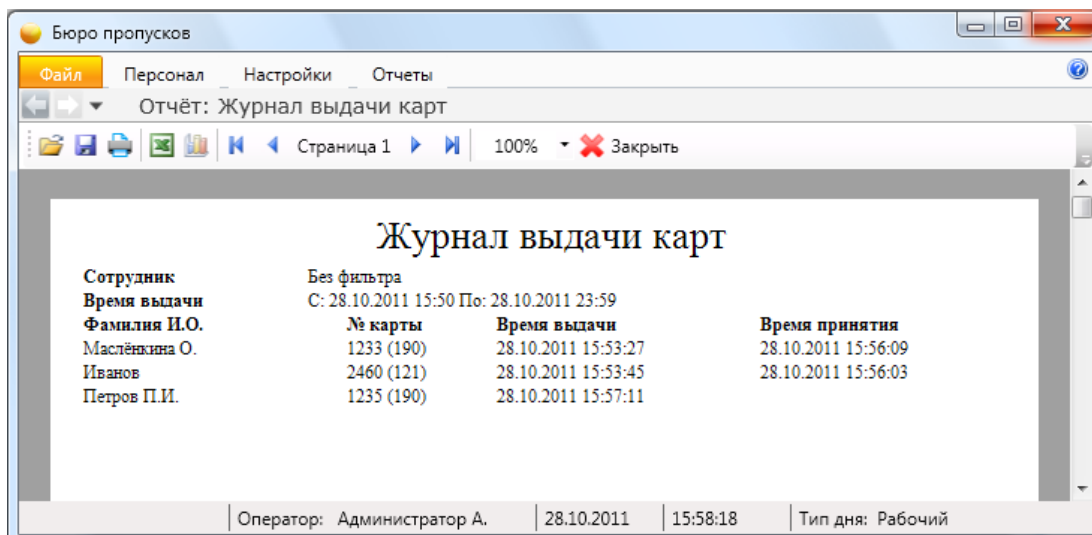 Бюро пропусков
Файл Персонал Настройки Отчеты
Отчёт: Журнал выдачи карт
Страница 1 100% Закрыть
Журнал выдачи карт
Сотрудник Без фильтра
Время выдачи С: 28.10.2011 15:50 По: 28.10.2011 23:59
Фамилия И.О. № карты Время выдачи Время принятия
Маслёнкина О. 1233 (190) 28.10.2011 15:53:27 28.10.2011 15:56:09
Иванов 2460 (121) 28.10.2011 15:53:45 28.10.2011 15:56:03
Петров П.И. 1235 (190) 28.10.2011 15:57:11
Оператор: Администратор А. 28.10.2011 15:58:18 Тип дня: Рабочий